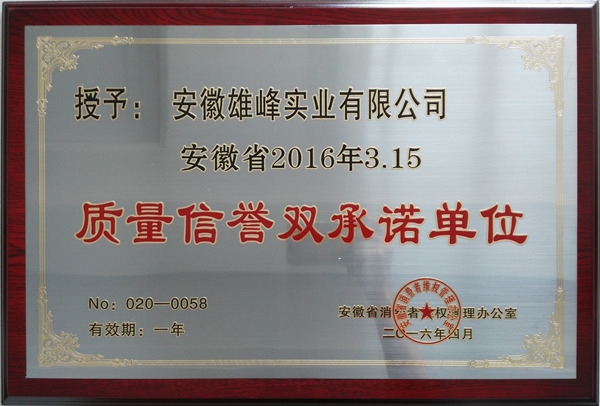 授予：安徽雄峰实业有限公司
安徽省2016年3.15
质量信誉双承诺单位
No：020—0058
有效期：一年
安徽省消费者权 理办公室
二〇一六年四月